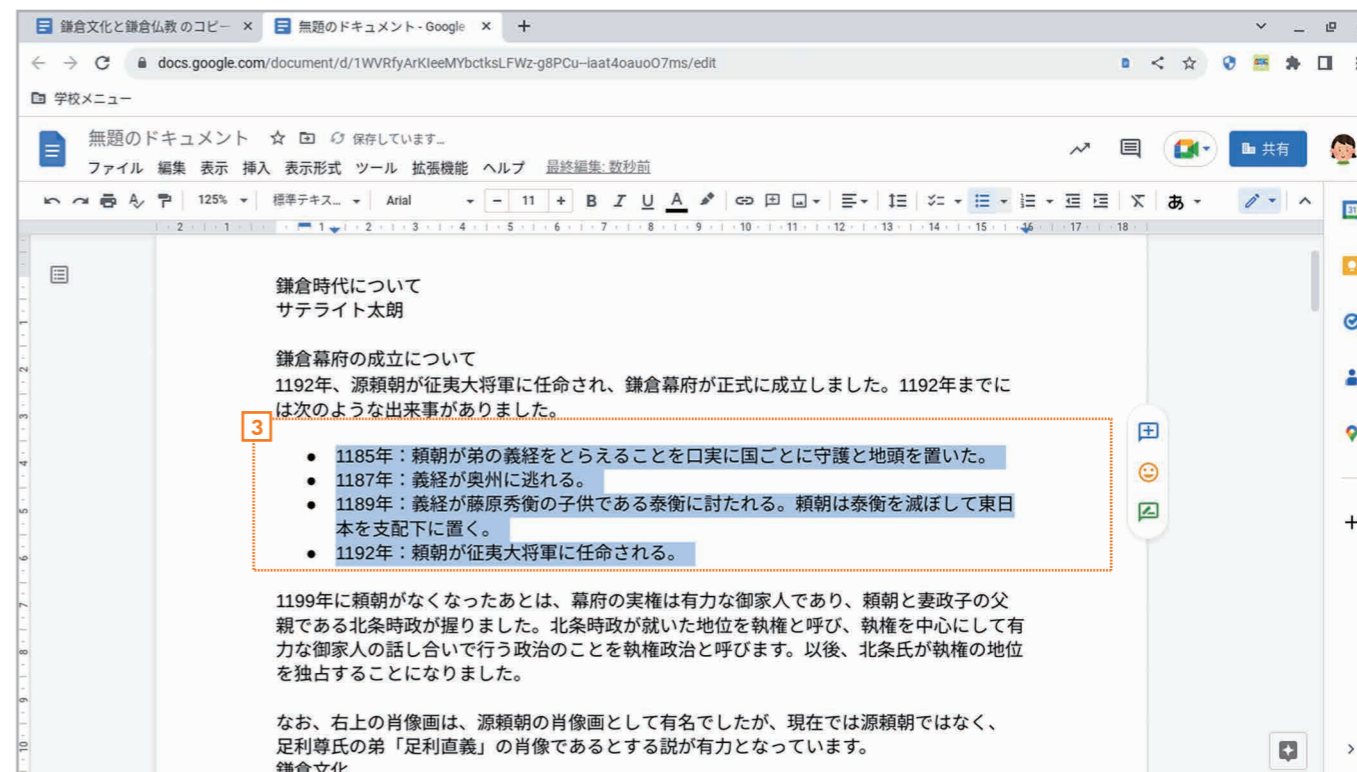 鎌倉文化と鎌倉仏教 のコピー
無題のドキュメント - Google
docs.google.com/document/d/1WVRfyArKIeeMYbctksLFWz-g8PCu--iaat4oauoO7ms/edit
学校メニュー
無題のドキュメント 保存しています…
ファイル 編集 表示 挿入 表示形式 ツール 拡張機能 ヘルプ 最終編集: 数秒前
共有
125% 標準テキス... Arial − 11 + B I U A あ
2 1 1 2 3 4 5 6 7 8 9 10 11 12 13 14 15 16 17 18
31
鎌倉時代について
サテライト太朗
鎌倉幕府の成立について
1192年、源頼朝が征夷大将軍に任命され、鎌倉幕府が正式に成立しました。1192年までに
は次のような出来事がありました。
3
● 1185年：頼朝が弟の義経をとらえることを口実に国ごとに守護と地頭を置いた。
● 1187年：義経が奥州に逃れる。
● 1189年：義経が藤原秀衡の子供である泰衡に討たれる。頼朝は泰衡を滅ぼして東日
本を支配下に置く。
● 1192年：頼朝が征夷大将軍に任命される。
1199年に頼朝がなくなったあとは、幕府の実権は有力な御家人であり、頼朝と妻政子の父
親である北条時政が握りました。北条時政が就いた地位を執権と呼び、執権を中心にして有
力な御家人の話し合いで行う政治のことを執権政治と呼びます。以後、北条氏が執権の地位
を独占することになりました。
なお、右上の肖像画は、源頼朝の肖像画として有名でしたが、現在では源頼朝ではなく、
足利尊氏の弟「足利直義」の肖像であるとする説が有力となっています。
鎌倉文化